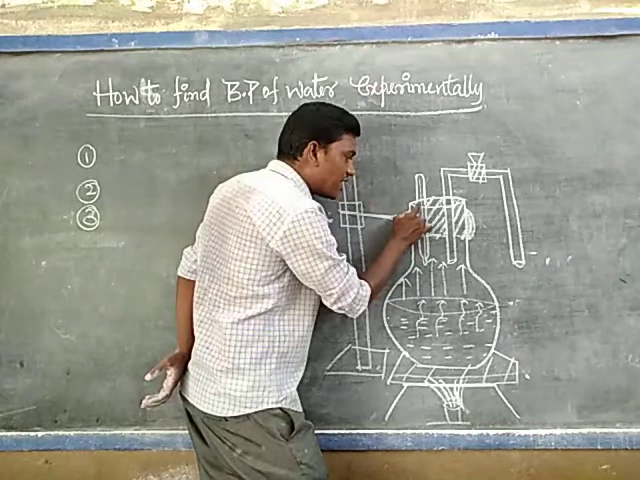 How to find B.P of water Experimentally
①
②
③